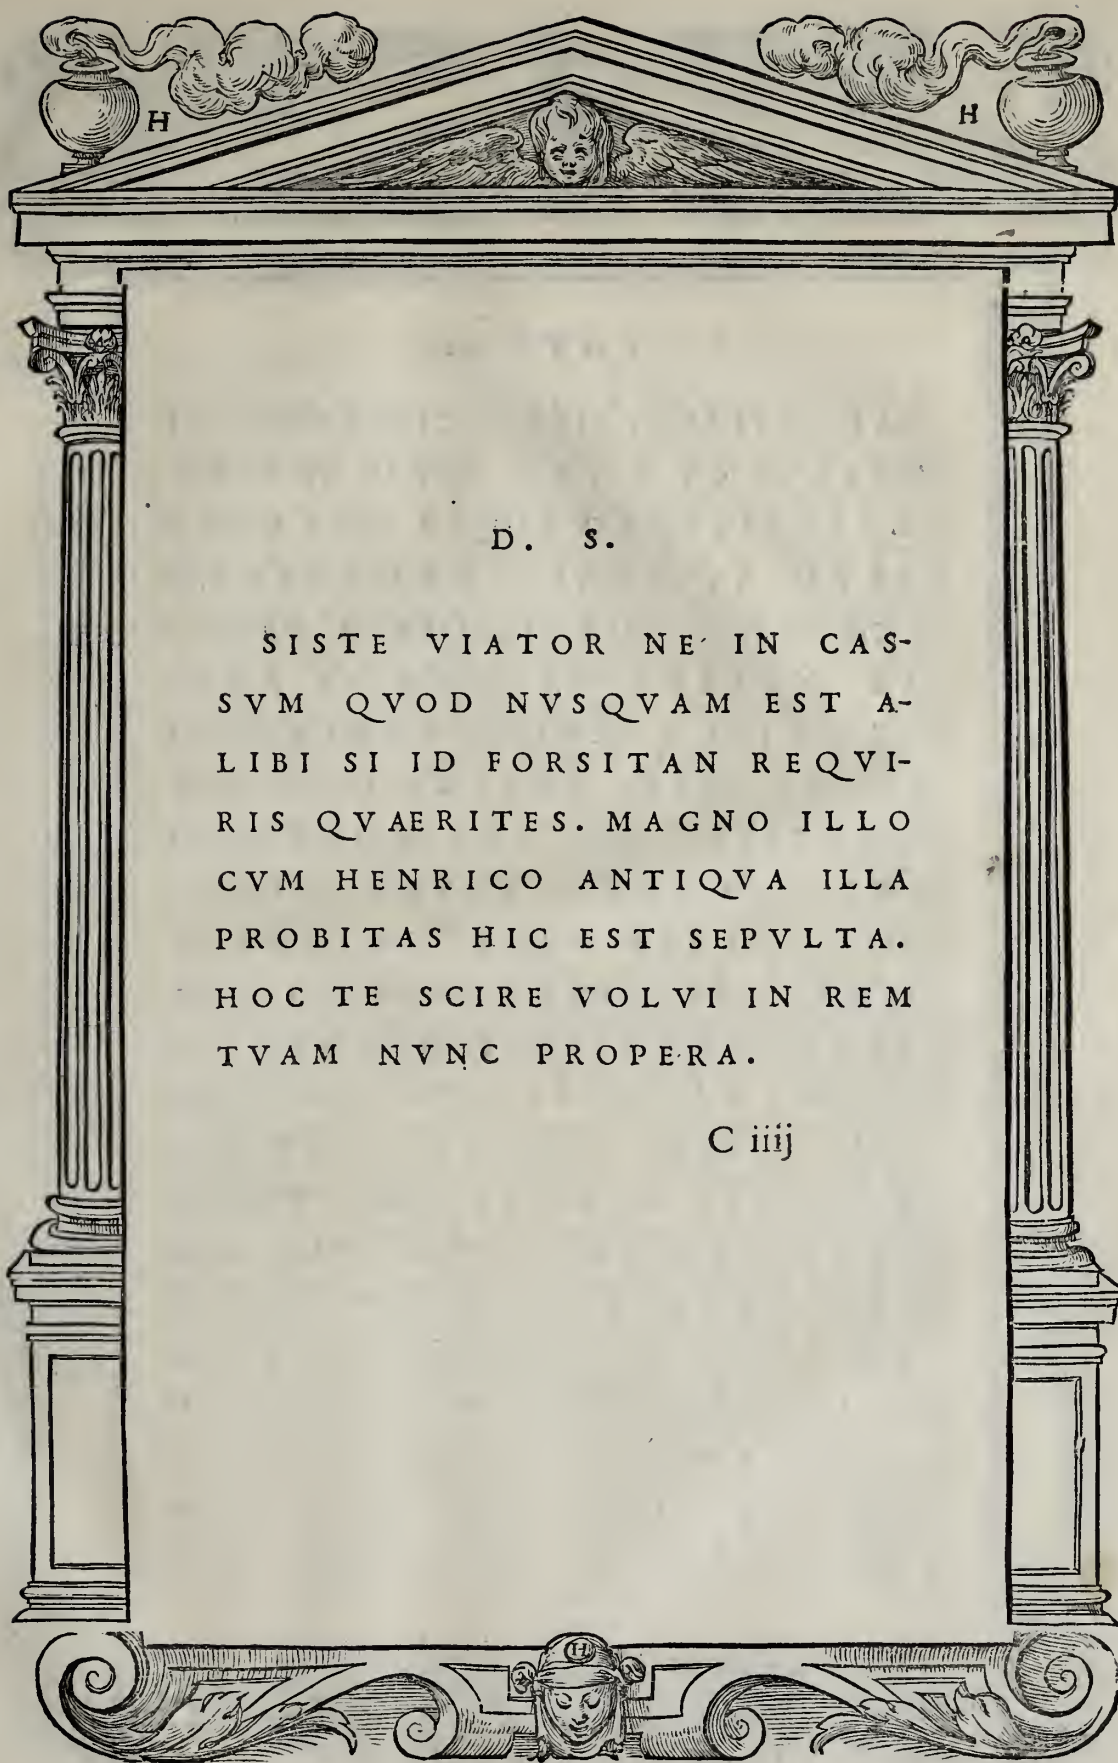 H H
D. S.
SISTE VIATOR NE´ IN CAS-
SVM QVOD NVSQVAM EST A-
LIBI SI ID FORSITAN REQVI-
RIS QVAERITES. MAGNO ILLO
CVM HENRICO ANTIQVA ILLA
PROBITAS HIC EST SEPVLTA.
HOC TE SCIRE VOLVI IN REM
TVAM NVNC PROPERA.
C iiij
H